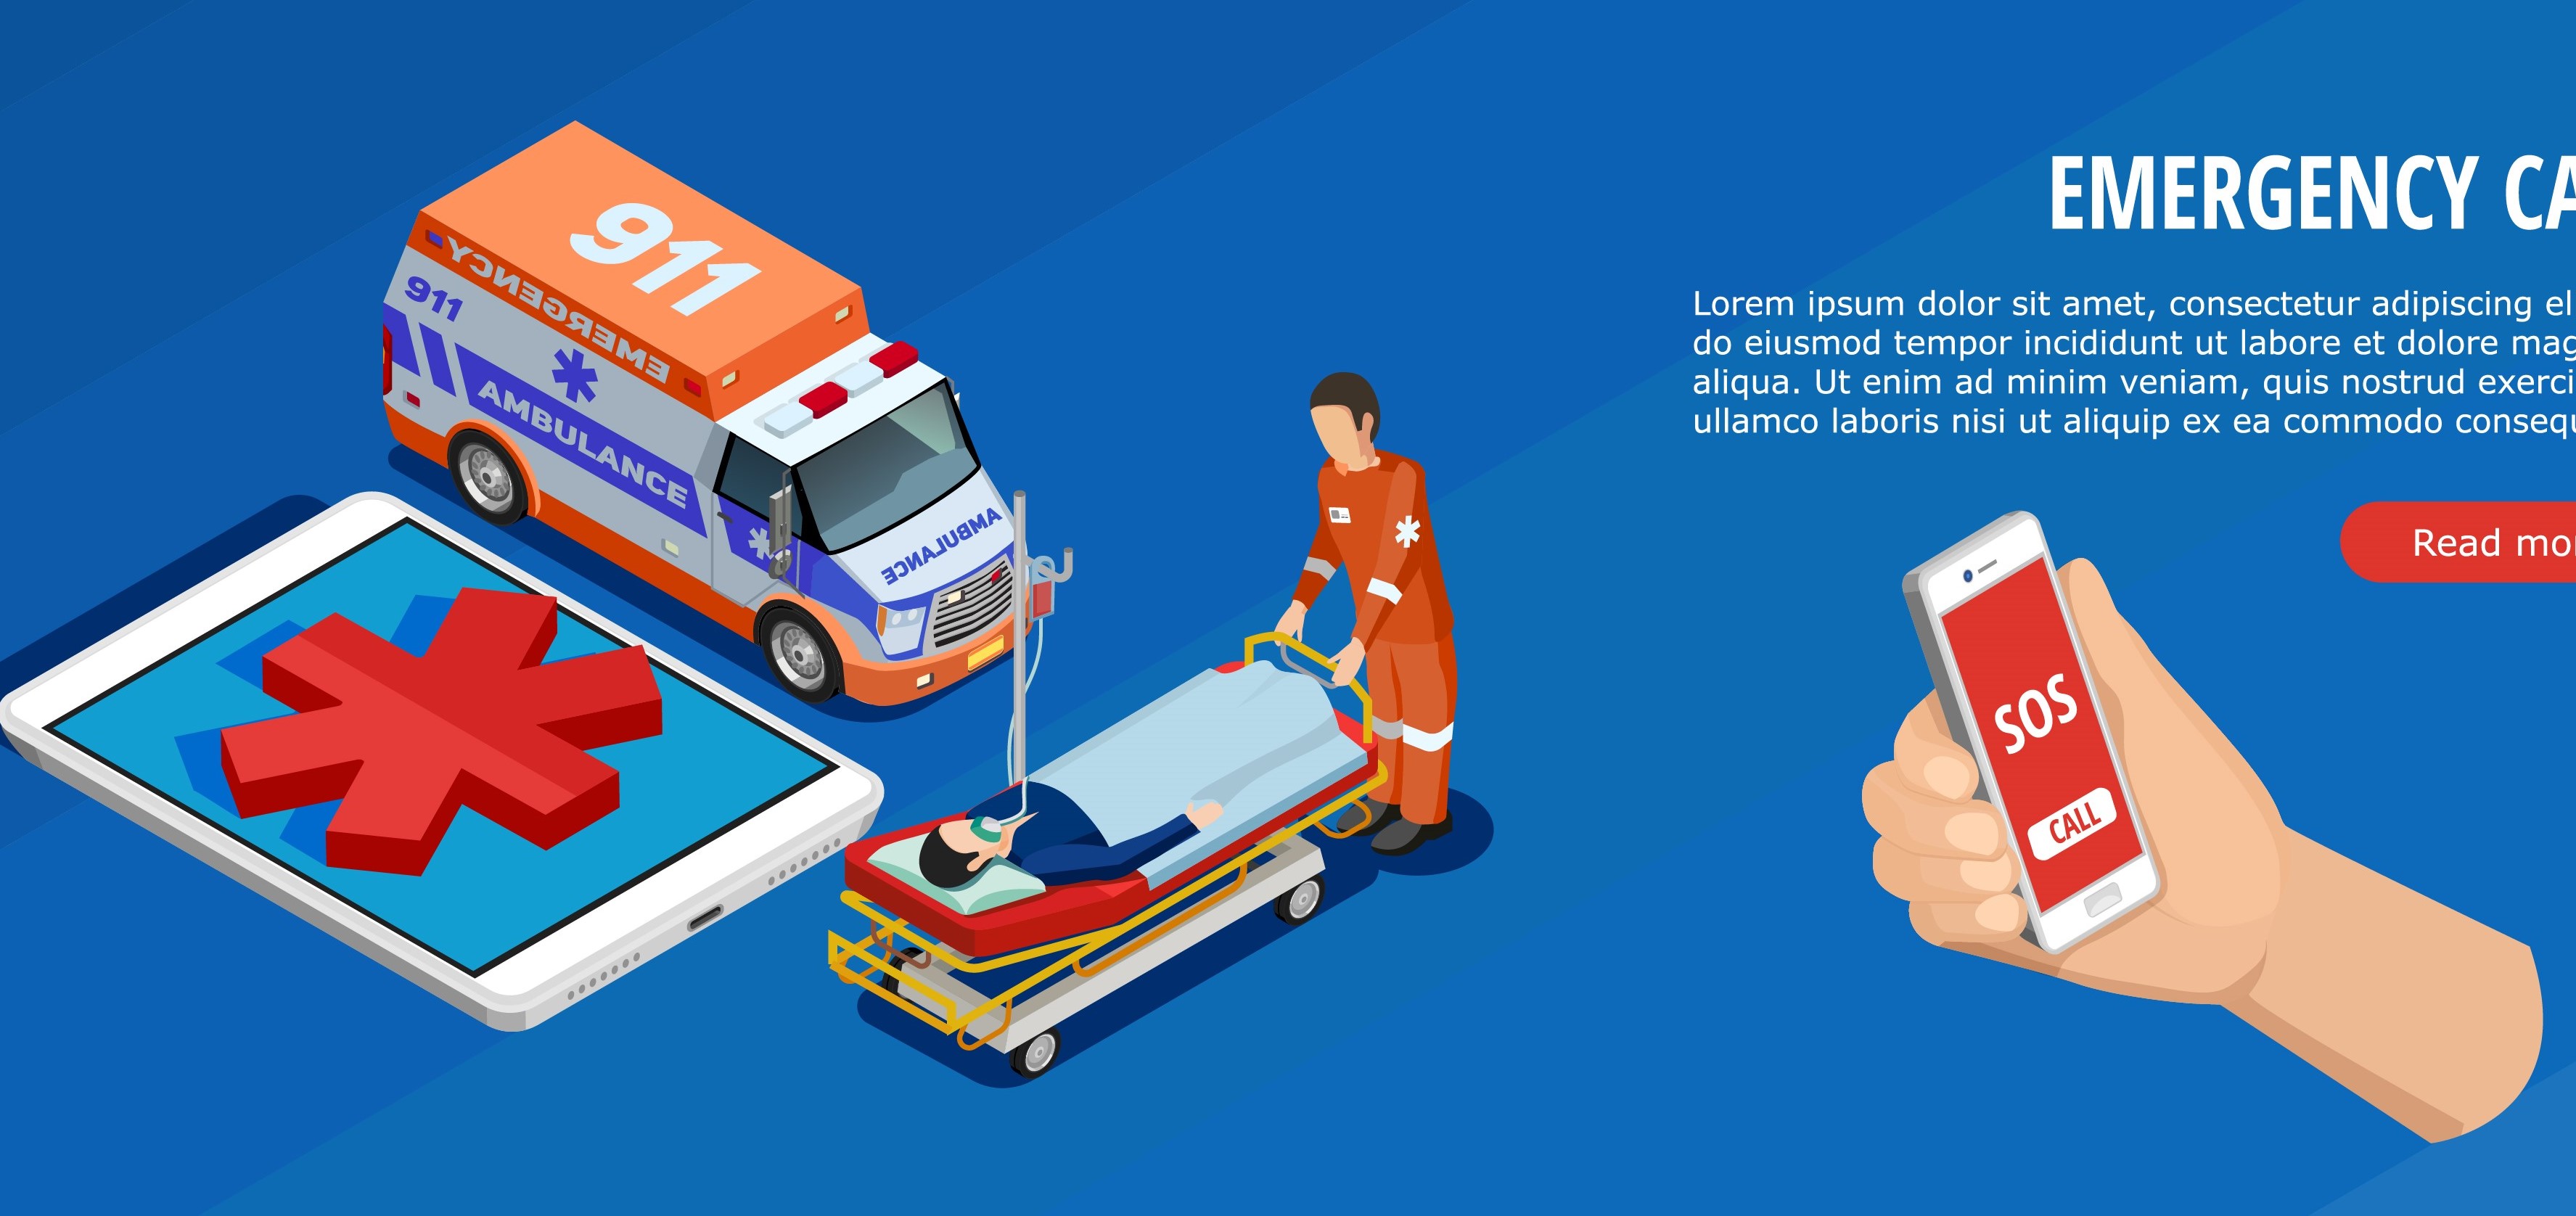 911
EMERGENCY
911
AMBULANCE
AMBULANCE
EMERGENCY CA
Lorem ipsum dolor sit amet, consectetur adipiscing el
do eiusmod tempor incididunt ut labore et dolore mag
aliqua. Ut enim ad minim veniam, quis nostrud exerci
ullamco laboris nisi ut aliquip ex ea commodo consequ
Read mor
SOS
CALL